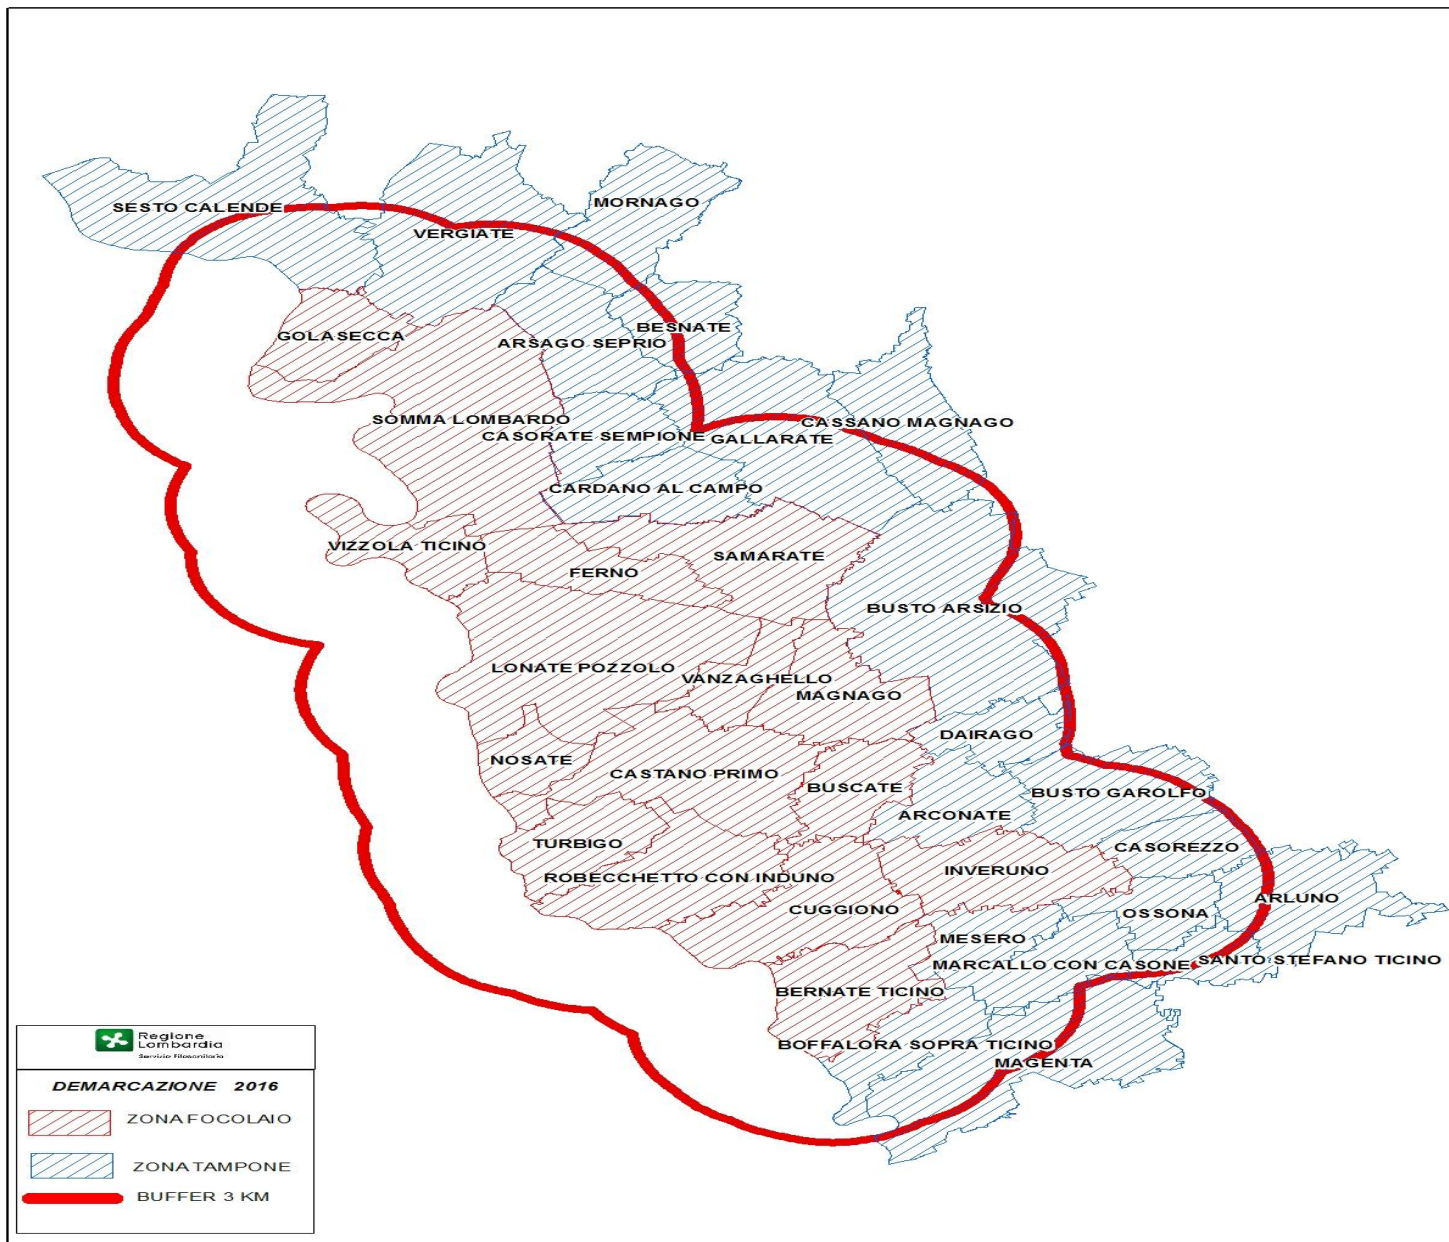 MORNAGO
SESTO CALENDE
VERGIATE
BESNATE
GOLASECCA
ARSAGO SEPRIO
SOMMA LOMBARDO
CASSANO MAGNAGO
CASORATE SEMPIONE
GALLARATE
CARDANO AL CAMPO
VIZZOLA TICINO
SAMARATE
FERNO
BUSTO ARSIZIO
LONATE POZZOLO
VANZAGHELLO
MAGNAGO
DAIRAGO
NOSATE
CASTANO PRIMO
BUSCATE
BUSTO GAROLFO
ARCONATE
TURBIGO
CASOREZZO
INVERUNO
ROBECCHETTO CON INDUNO
ARLUNO
CUGGIONO
OSSONA
MESERO
SANTO STEFANO TICINO
MARCALLO CON CASONE
BERNATE TICINO
BOFFALORA SOPRA TICINO
MAGENTA
Regione
Lombardia
Servizio Fitosanitario
DEMARCAZIONE 2016
ZONA FOCOLAIO
ZONA TAMPONE
BUFFER 3 KM